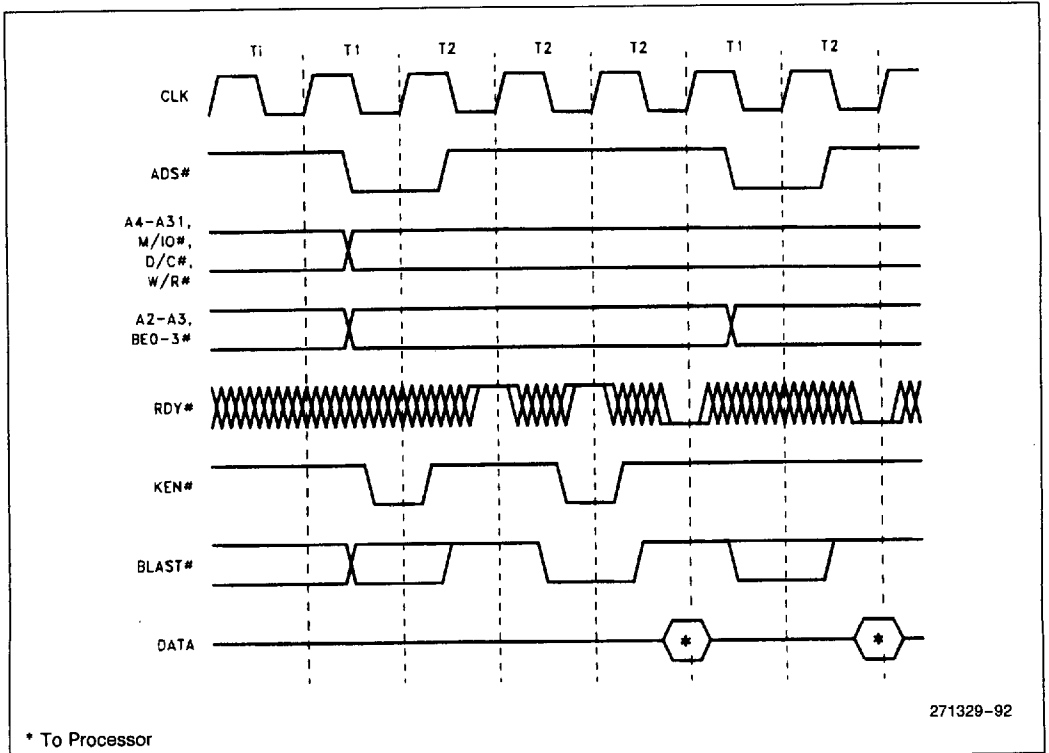 Ti T1 T2 T2 T2 T1 T2
CLK
ADS#
A4-A31,
M/IO#,
D/C#,
W/R#
A2-A3,
BE0-3#
RDY#
KEN#
BLAST#
DATA * *
271329-92
* To Processor